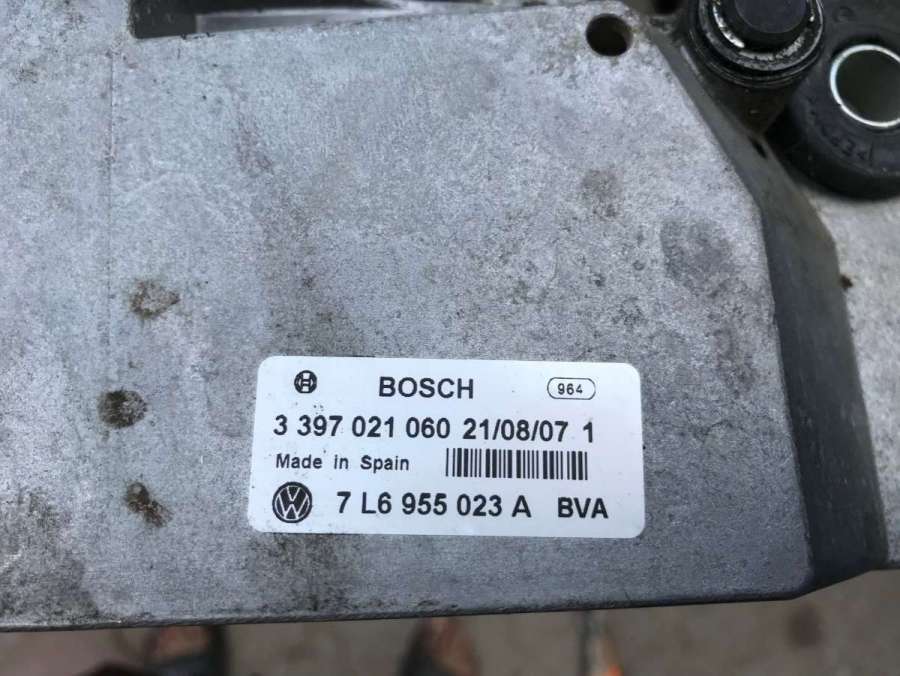 BOSCH 964
3 397 021 060 21/08/07 1
Made in Spain
7 L6 955 023 A BVA